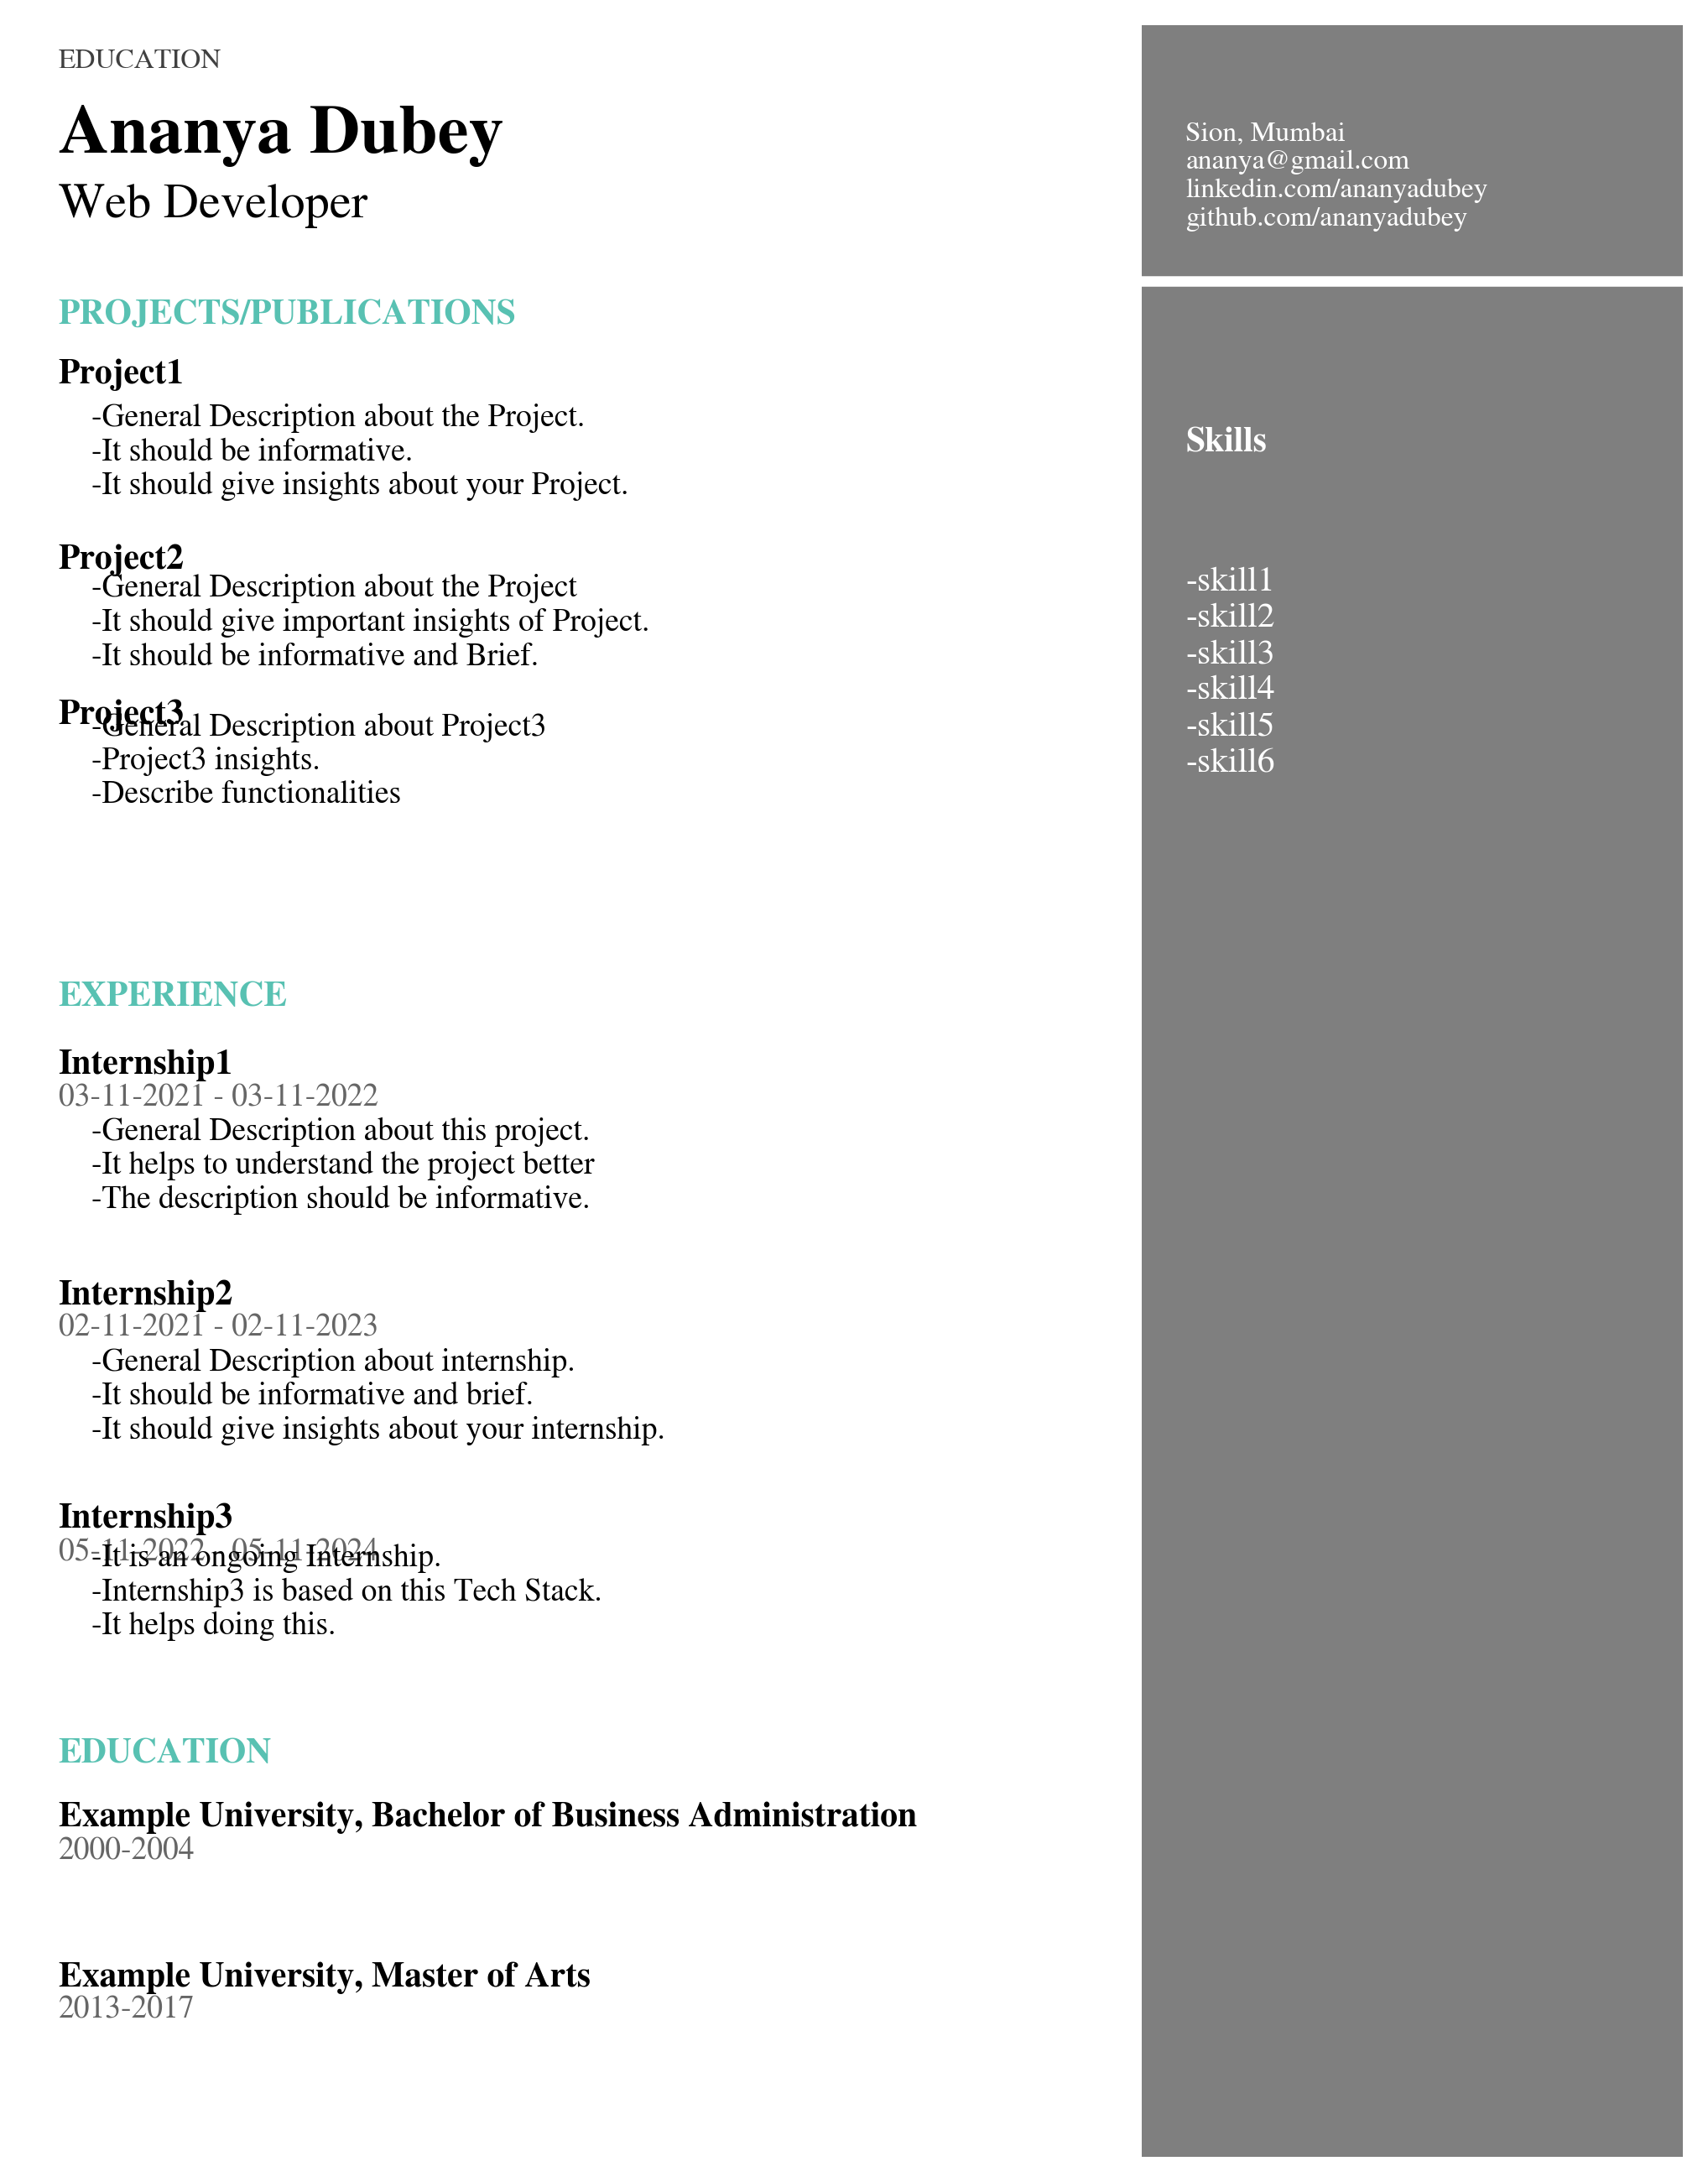 EDUCATION
Ananya Dubey
Web Developer
Sion, Mumbai
ananya@gmail.com
linkedin.com/ananyadubey
github.com/ananyadubey
PROJECTS/PUBLICATIONS
Project1
-General Description about the Project.
-It should be informative.
-It should give insights about your Project.
Project2
-General Description about the Project
-It should give important insights of Project.
-It should be informative and Brief.
Project3
-General Description about Project3
-Project3 insights.
-Describe functionalities
EXPERIENCE
Internship1
03-11-2021 - 03-11-2022
-General Description about this project.
-It helps to understand the project better
-The description should be informative.
Internship2
02-11-2021 - 02-11-2023
-General Description about internship.
-It should be informative and brief.
-It should give insights about your internship.
Internship3
05-11-2022 - 05-11-2024
-It is an ongoing Internship.
-Internship3 is based on this Tech Stack.
-It helps doing this.
EDUCATION
Example University, Bachelor of Business Administration
2000-2004
Example University, Master of Arts
2013-2017
Skills
-skill1
-skill2
-skill3
-skill4
-skill5
-skill6